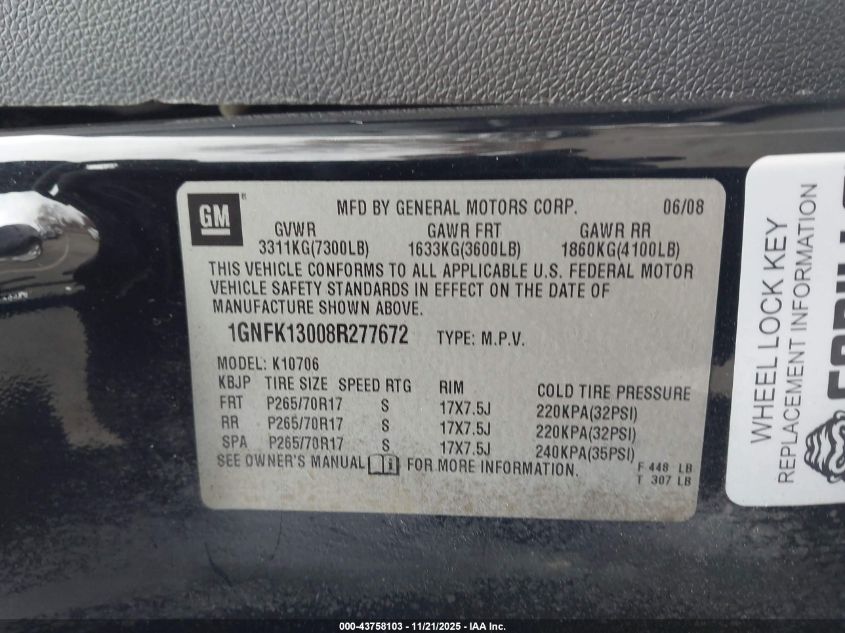 GM
®
MFD BY GENERAL MOTORS CORP. 06/08
GVWR GAWR FRT GAWR RR
3311KG(7300LB) 1633KG(3600LB) 1860KG(4100LB)
THIS VEHICLE CONFORMS TO ALL APPLICABLE U.S. FEDERAL MOTOR
VEHICLE SAFETY STANDARDS IN EFFECT ON THE DATE OF
MANUFACTURE SHOWN ABOVE.
1GNFK13008R277672 TYPE: M.P.V.
MODEL: K10706
KBJP TIRE SIZE SPEED RTG RIM COLD TIRE PRESSURE
FRT P265/70R17 S 17X7.5J 220KPA(32PSI)
RR P265/70R17 S 17X7.5J 220KPA(32PSI)
SPA P265/70R17 S 17X7.5J 240KPA(35PSI)
SEE OWNER'S MANUAL i FOR MORE INFORMATION.
F 448 LB
T 307 LB
WHEEL LOCK KEY
REPLACEMENT INFORMATION
000-43758103 - 11/21/2025 - IAA Inc.